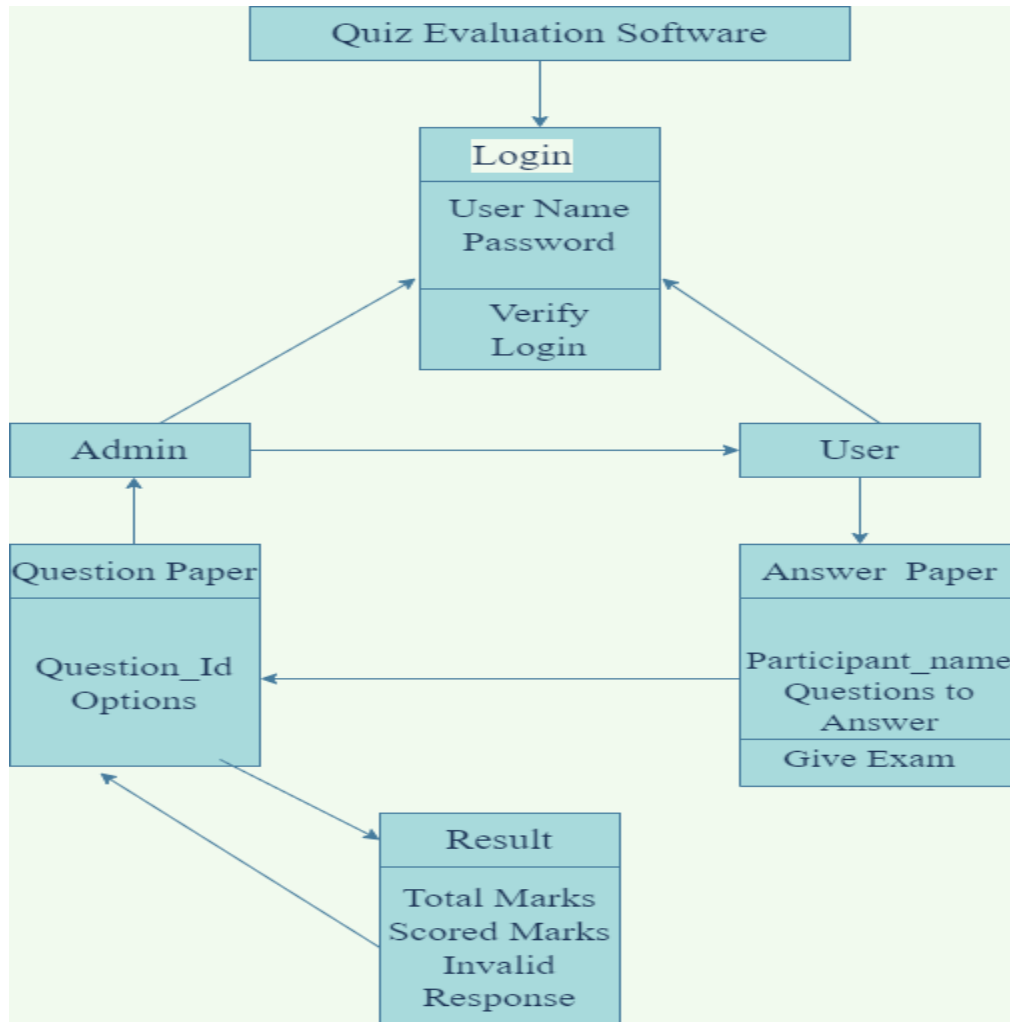 Quiz Evaluation Software
Login
User Name
Password
Verify
Login
Admin
User
Question Paper
Question_Id
Options
Answer Paper
Participant_name
Questions to
Answer
Give Exam
Result
Total Marks
Scored Marks
Invalid
Response